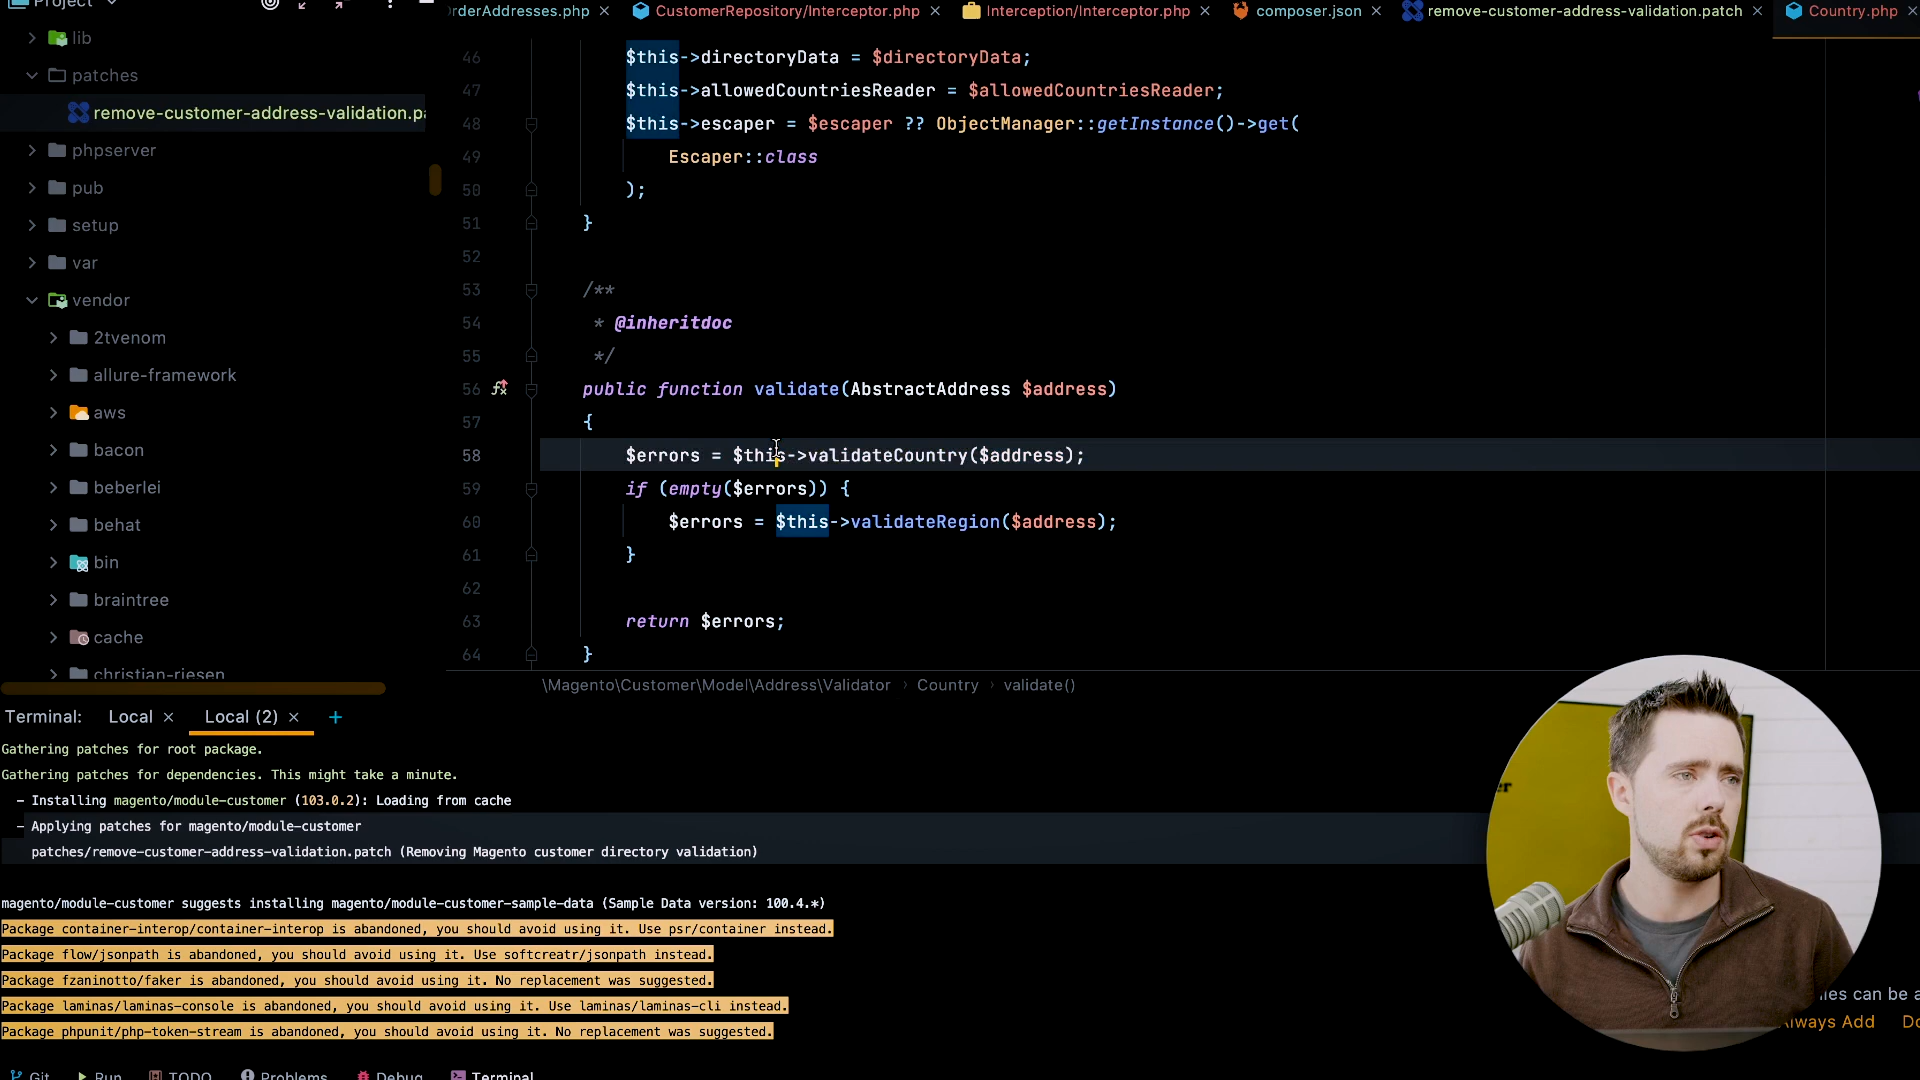 Project
rderAddresses.php
CustomerRepository/Interceptor.php
Interception/Interceptor.php
composer.json
remove-customer-address-validation.patch
Country.php
lib
patches
remove-customer-address-validation.pa
phpserver
pub
setup
var
vendor
2tvenom
allure-framework
aws
bacon
beberlei
behat
bin
braintree
cache
christian-riesen
46 $this->directoryData = $directoryData;
47 $this->allowedCountriesReader = $allowedCountriesReader;
48 $this->escaper = $escaper ?? ObjectManager::getInstance()->get(
49 Escaper::class
50 );
51 }
52
53 /**
54 * @inheritdoc
55 */
56 public function validate(AbstractAddress $address)
57 {
58 $errors = $this->validateCountry($address);
59 if (empty($errors)) {
60 $errors = $this->validateRegion($address);
61 }
62
63 return $errors;
64 }
\Magento\Customer\Model\Address\Validator › Country › validate()
Terminal: Local × Local (2) × +
Gathering patches for root package.
Gathering patches for dependencies. This might take a minute.
– Installing magento/module-customer (103.0.2): Loading from cache
– Applying patches for magento/module-customer
patches/remove-customer-address-validation.patch (Removing Magento customer directory validation)
magento/module-customer suggests installing magento/module-customer-sample-data (Sample Data version: 100.4.*)
Package container-interop/container-interop is abandoned, you should avoid using it. Use psr/container instead.
Package flow/jsonpath is abandoned, you should avoid using it. Use softcreatr/jsonpath instead.
Package fzaninotto/faker is abandoned, you should avoid using it. No replacement was suggested.
Package laminas/laminas-console is abandoned, you should avoid using it. Use laminas/laminas-cli instead.
Package phpunit/php-token-stream is abandoned, you should avoid using it. No replacement was suggested.
er
iles can be a
Always Add Do
Git Run TODO Problems Debug Terminal